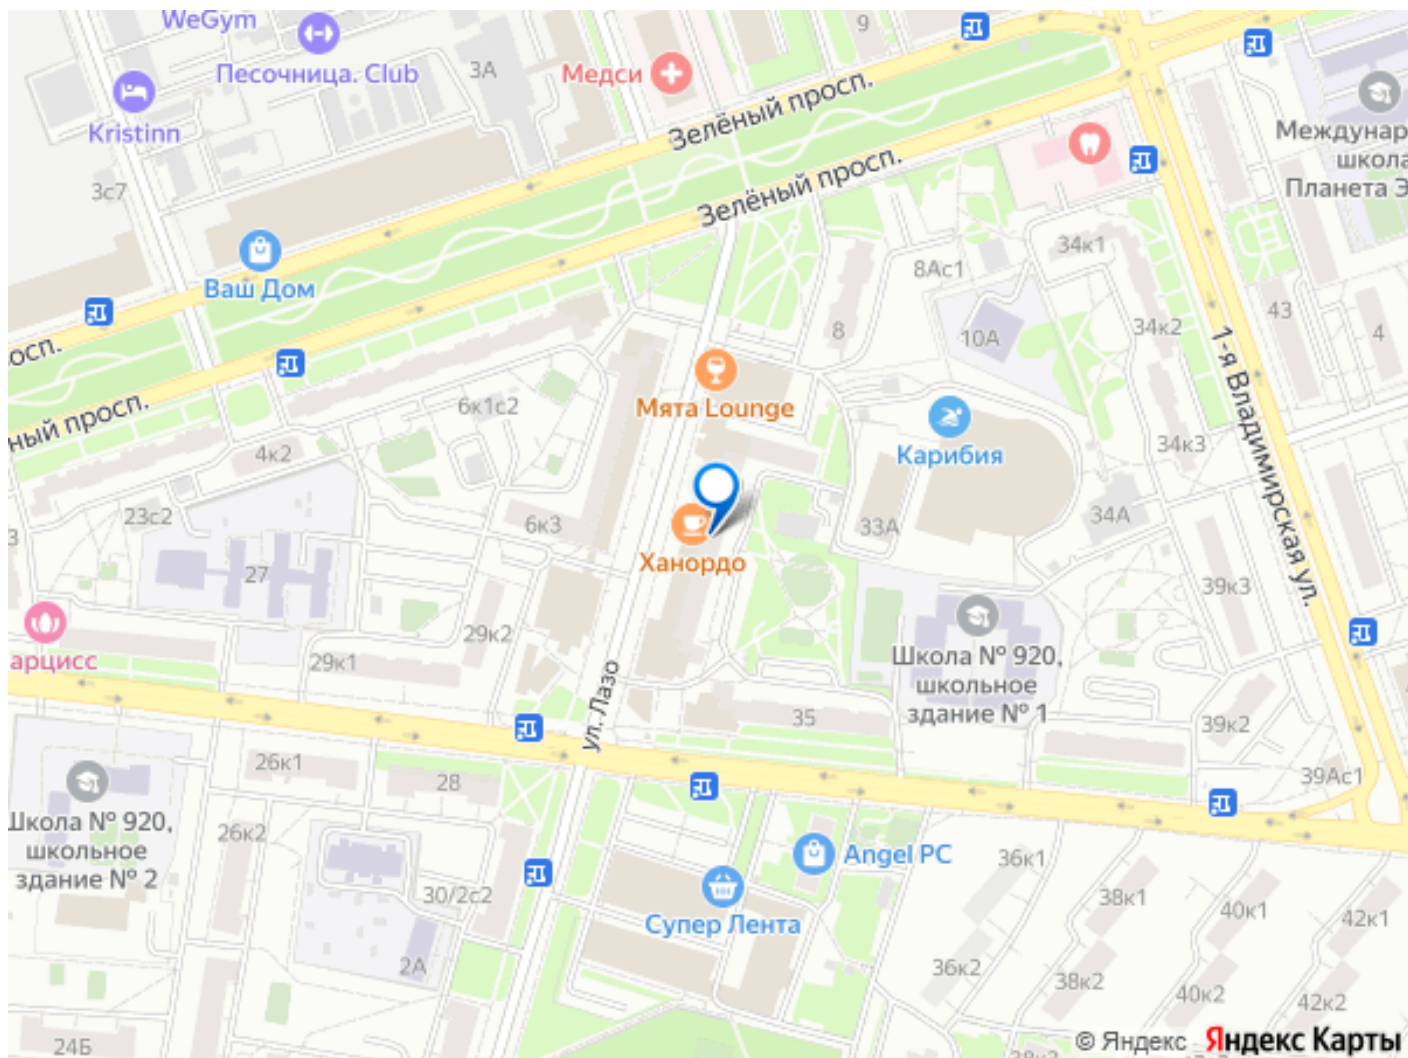 WeGym
Песочница. Club
3А
Медси
9
Зелёный просп.
Kristinn
Междунар
школа
Планета Э
3с7
Зелёный просп.
34к1
8Ас1
Ваш Дом
43
4
34к2
10А
8
1-я Владимирская ул.
осп.
ный просп.
6к1с2
Мята Lounge
4к2
34к3
Карибия
23с2
6к3
33А
34А
3
Ханордо
27
39к3
29к2
арцисс
29к1
Школа № 920,
школьное
здание № 1
ул. Лазо
35
39к2
26к1
28
39Ас1
Школа № 920,
школьное
здание № 2
26к2
Angel PC
36к1
30/2с2
Супер Лента
38к1
40к1
42к1
2А
36к2
38к2
40к2
42к2
24Б
38к3
© Яндекс Яндекс Карты